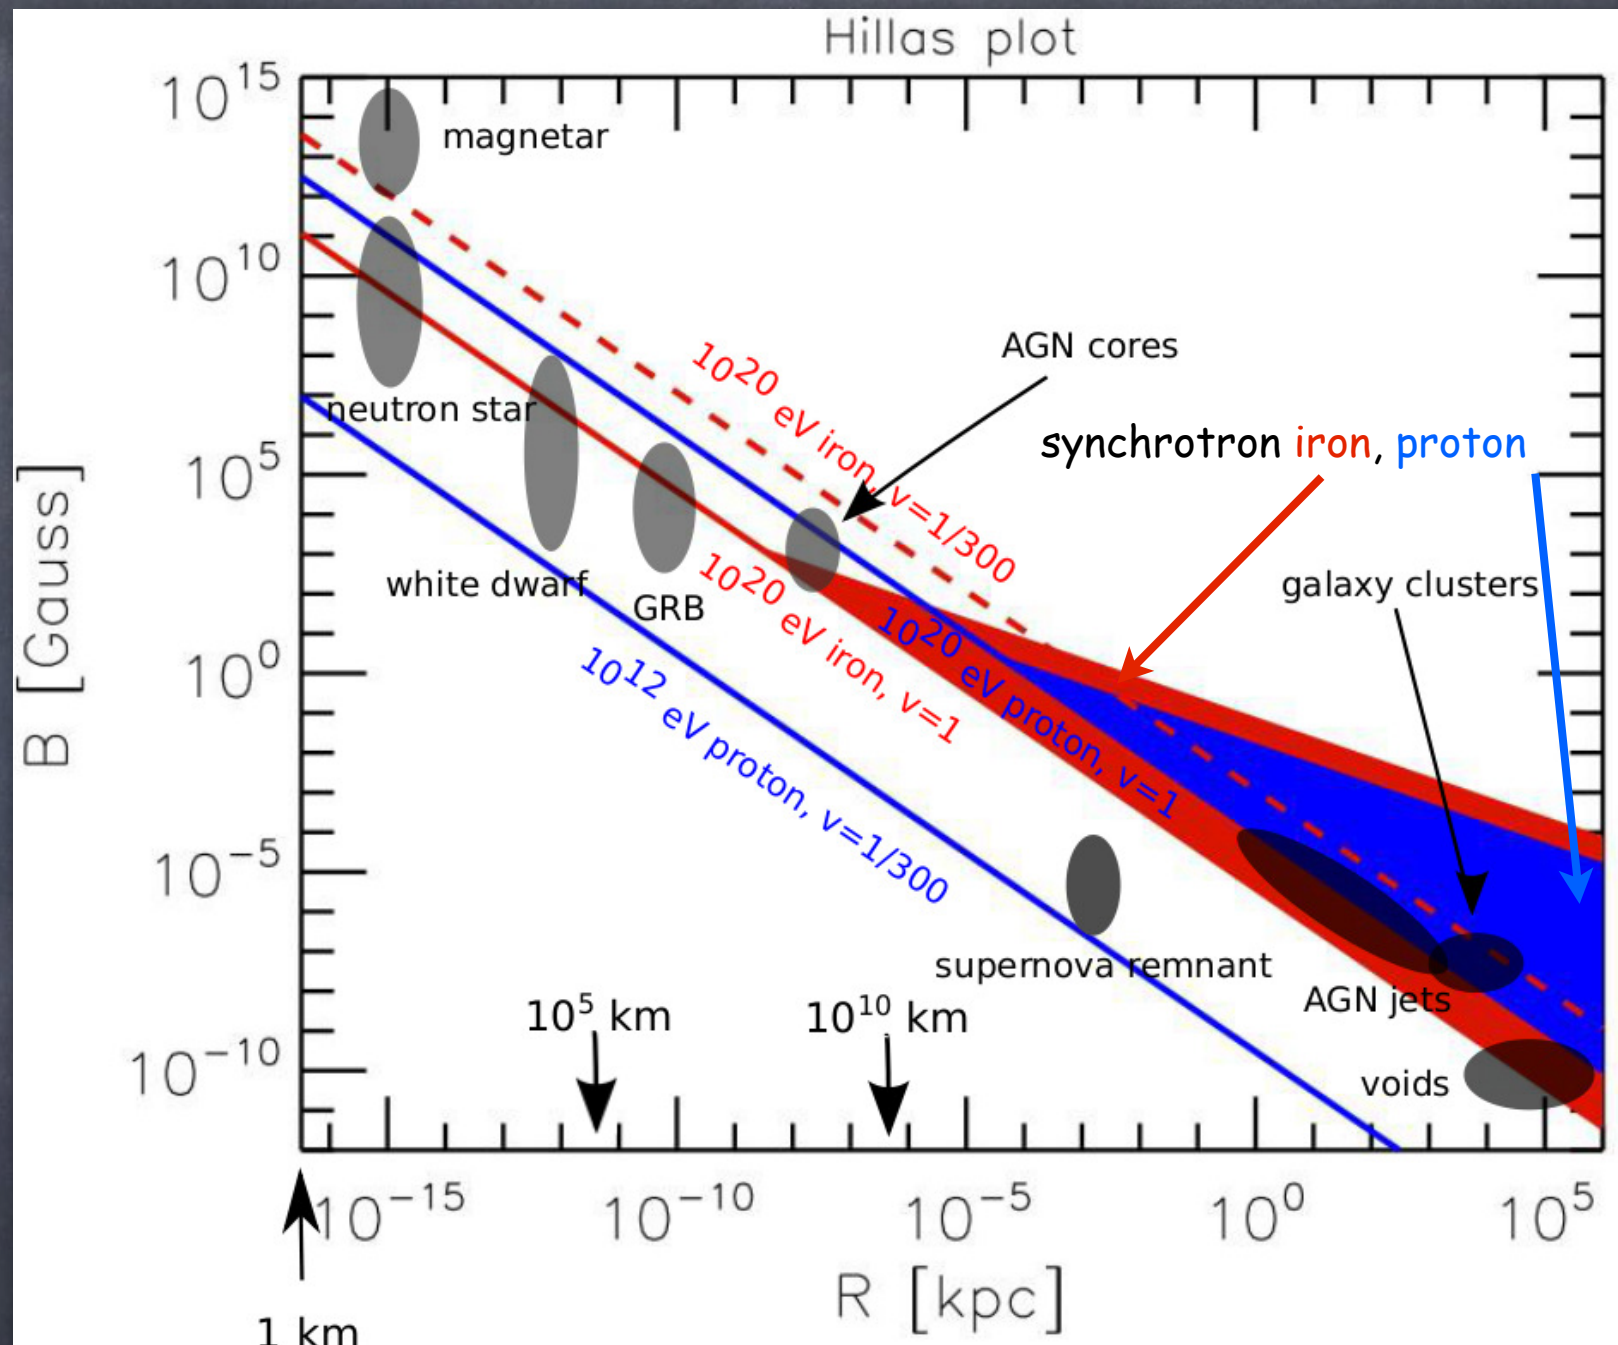 Hillas plot
10^15
magnetar
10^10
10^20 eV iron, v=1/300
AGN cores
neutron star
synchrotron iron, proton
10^5
B [Gauss]
white dwarf
GRB
10^20 eV iron, v=1
10^20 eV proton, v=1
galaxy clusters
10^0
10^12 eV proton, v=1/300
10^-5
supernova remnant
AGN jets
10^5 km
10^10 km
10^-10
voids
10^-15
10^-10
10^-5
10^0
10^5
R [kpc]
1 km